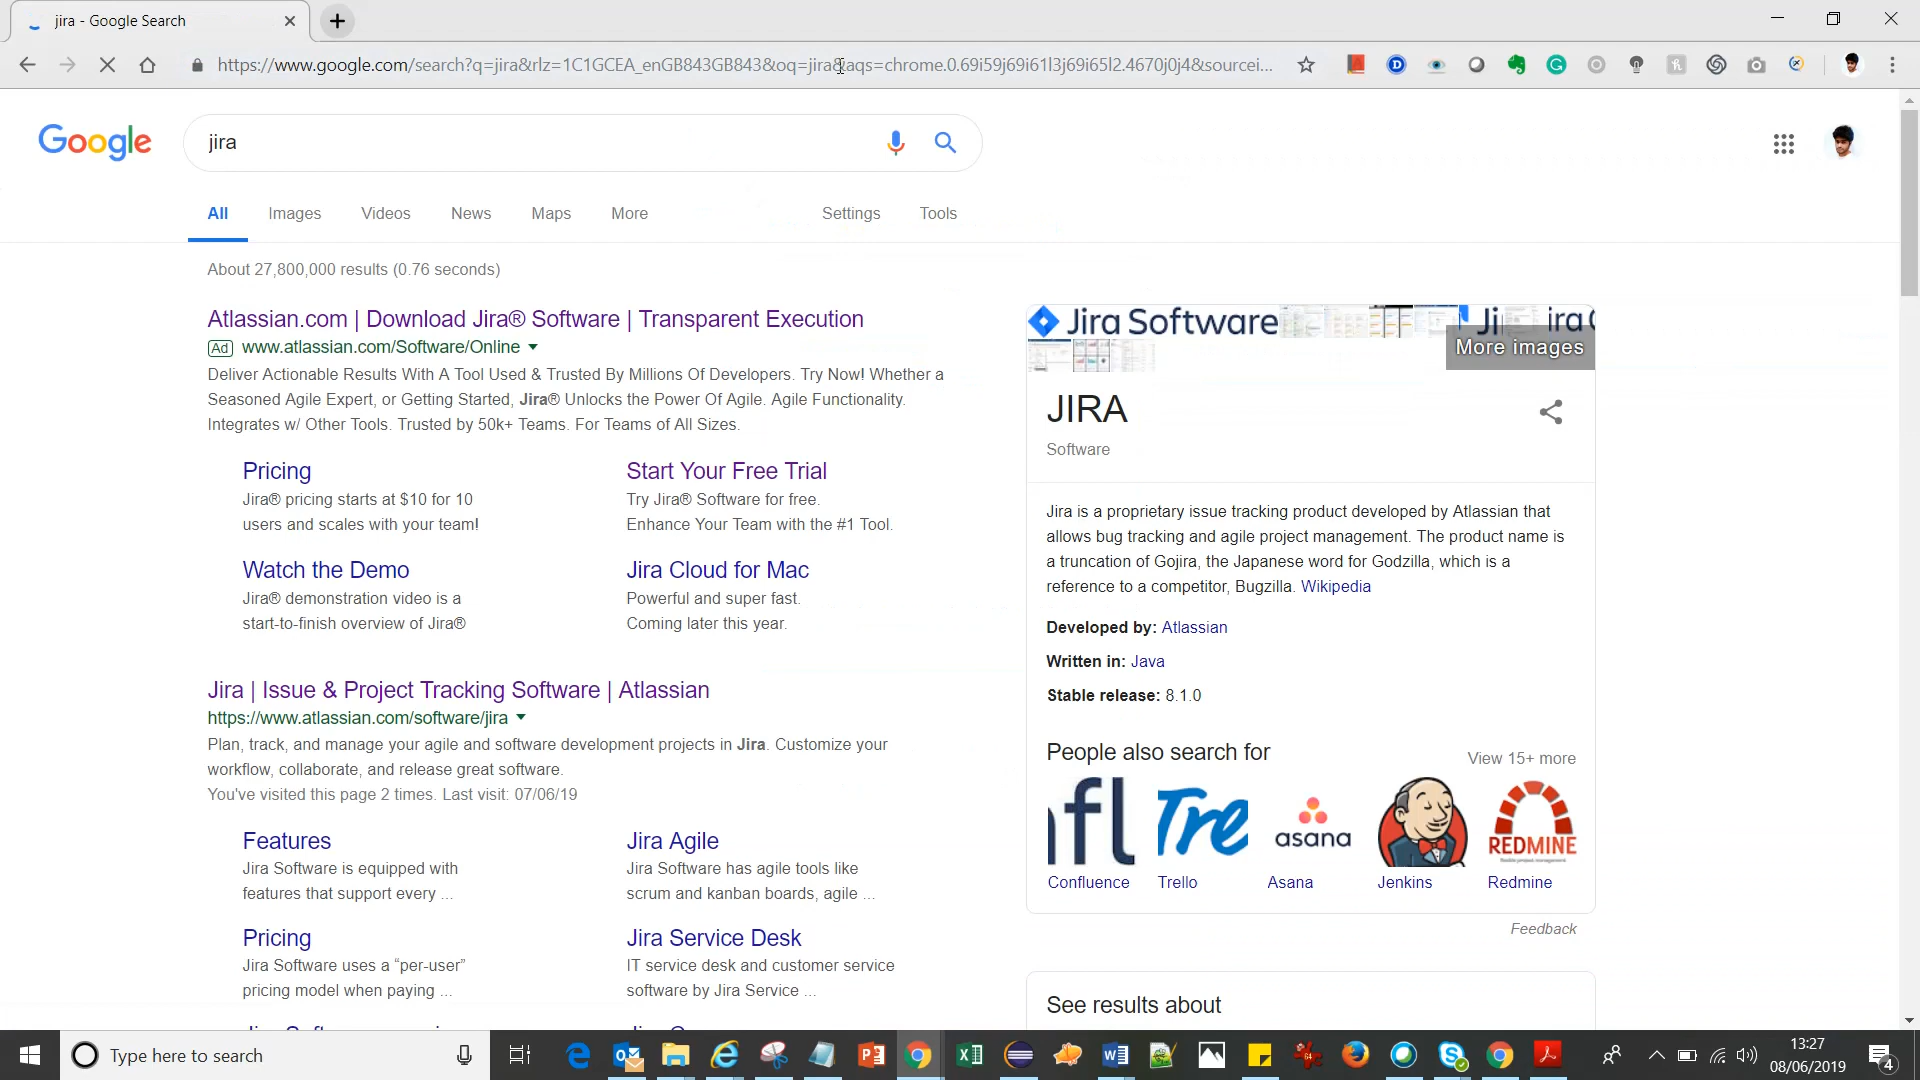 jira - Google Search
https://www.google.com/search?q=jira&rlz=1C1GCEA_enGB843GB843&oq=jira&aqs=chrome.0.69i59j69i61l3j69i65l2.4670j0j4&sourcei...
Google
jira
All Images Videos News Maps More Settings Tools
About 27,800,000 results (0.76 seconds)
Atlassian.com | Download Jira® Software | Transparent Execution
Ad www.atlassian.com/Software/Online
Deliver Actionable Results With A Tool Used & Trusted By Millions Of Developers. Try Now! Whether a
Seasoned Agile Expert, or Getting Started, Jira® Unlocks the Power Of Agile. Agile Functionality.
Integrates w/ Other Tools. Trusted by 50k+ Teams. For Teams of All Sizes.
Pricing
Jira® pricing starts at $10 for 10
users and scales with your team!
Start Your Free Trial
Try Jira® Software for free.
Enhance Your Team with the #1 Tool.
Watch the Demo
Jira® demonstration video is a
start-to-finish overview of Jira®
Jira Cloud for Mac
Powerful and super fast.
Coming later this year.
Jira | Issue & Project Tracking Software | Atlassian
https://www.atlassian.com/software/jira
Plan, track, and manage your agile and software development projects in Jira. Customize your
workflow, collaborate, and release great software.
You've visited this page 2 times. Last visit: 07/06/19
Features
Jira Software is equipped with
features that support every ...
Jira Agile
Jira Software has agile tools like
scrum and kanban boards, agile ...
Pricing
Jira Software uses a “per-user”
pricing model when paying ...
Jira Service Desk
IT service desk and customer service
software by Jira Service ...
Jira Software
More images
JIRA
Software
Jira is a proprietary issue tracking product developed by Atlassian that
allows bug tracking and agile project management. The product name is
a truncation of Gojira, the Japanese word for Godzilla, which is a
reference to a competitor, Bugzilla. Wikipedia
Developed by: Atlassian
Written in: Java
Stable release: 8.1.0
People also search for
View 15+ more
fl Tre asana REDMINE
Confluence Trello Asana Jenkins Redmine
Feedback
See results about
Type here to search
13:27
08/06/2019
4